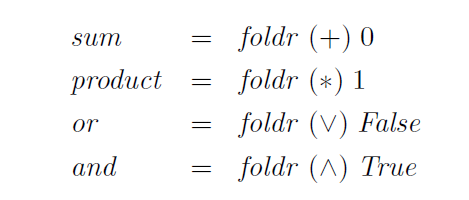 sum = foldr (+) 0
product = foldr (∗) 1
or = foldr (∨) False
and = foldr (∧) True